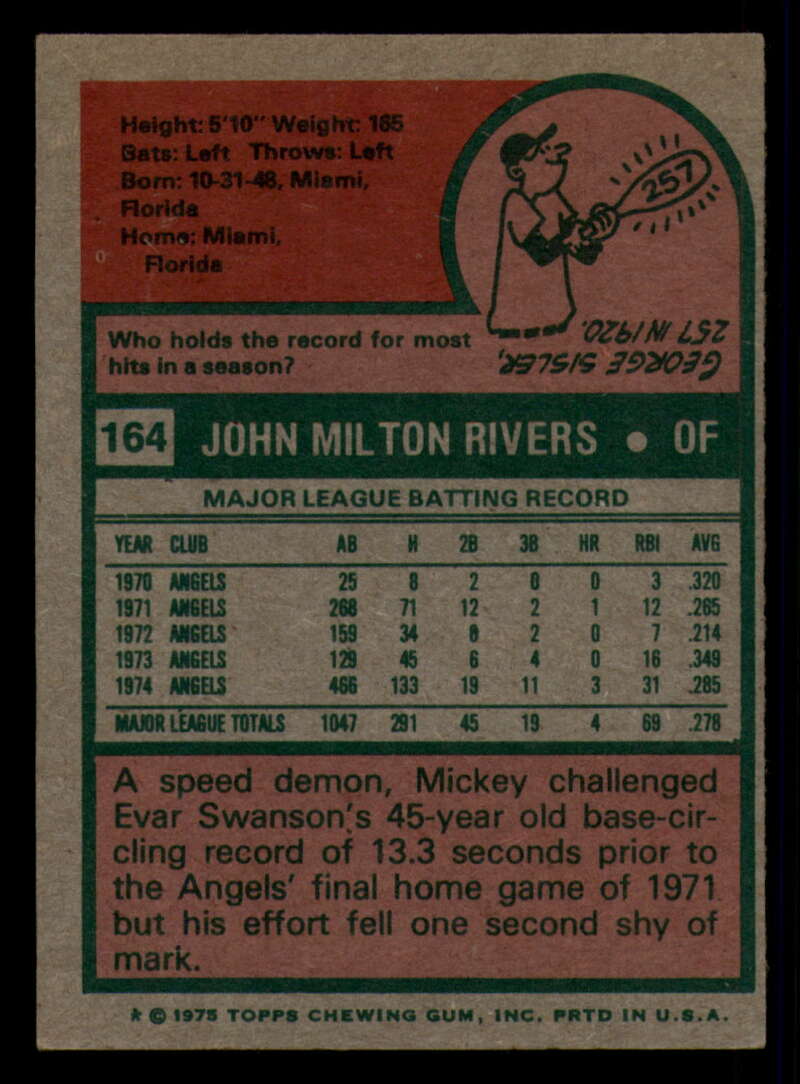 Height: 5'10" Weight: 165
Bats: Left Throws: Left
Born: 10-31-48, Miami,
Florida
Home: Miami,
Florida
257
Who holds the record for most
hits in a season?
GEORGE SISLER,
257 IN 1920.
164 JOHN MILTON RIVERS • OF
MAJOR LEAGUE BATTING RECORD
YEAR CLUB AB H 2B 3B HR RBI AVG
1970 ANGELS 25 8 2 0 0 3 .320
1971 ANGELS 268 71 12 2 1 12 .265
1972 ANGELS 159 34 6 2 0 7 .214
1973 ANGELS 129 45 6 4 0 16 .349
1974 ANGELS 466 133 19 11 3 31 .285
MAJOR LEAGUE TOTALS 1047 291 45 19 4 69 .278
A speed demon, Mickey challenged
Evar Swanson's 45-year old base-cir-
cling record of 13.3 seconds prior to
the Angels' final home game of 1971
but his effort fell one second shy of
mark.
* © 1975 TOPPS CHEWING GUM, INC. PRTD IN U.S.A.